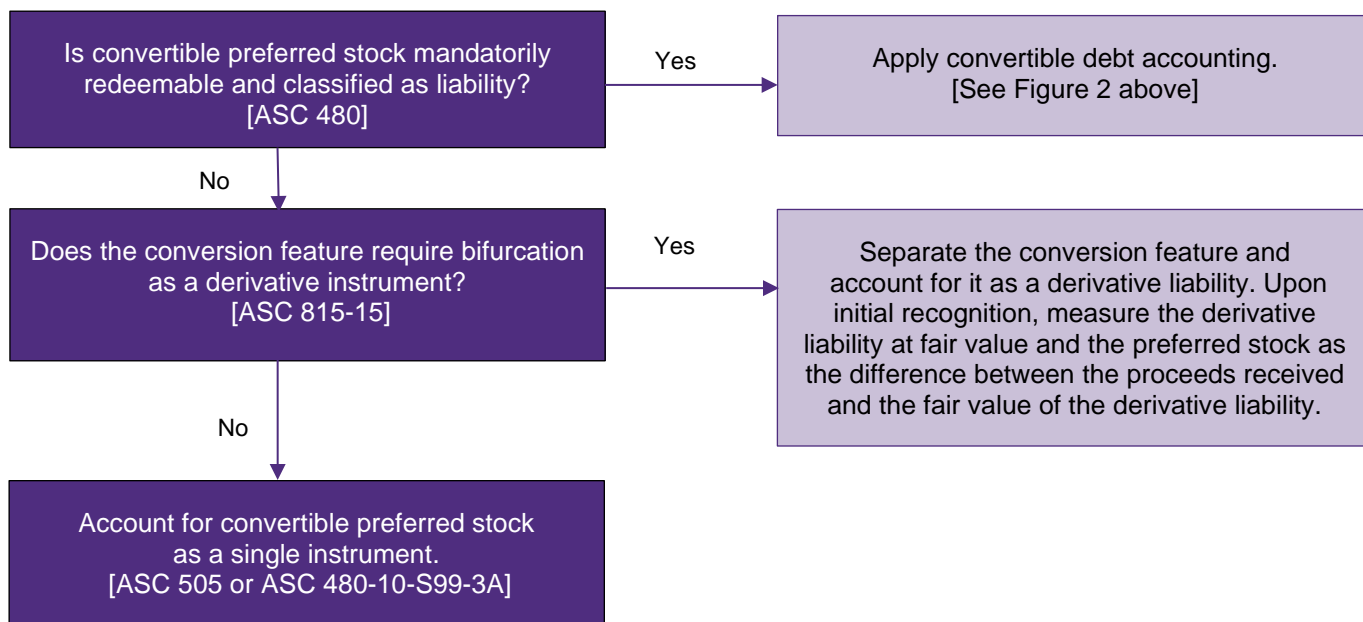 Is convertible preferred stock mandatorily
redeemable and classified as liability?
[ASC 480]
Yes
Apply convertible debt accounting.
[See Figure 2 above]
No
Does the conversion feature require bifurcation
as a derivative instrument?
[ASC 815-15]
Yes
Separate the conversion feature and
account for it as a derivative liability. Upon
initial recognition, measure the derivative
liability at fair value and the preferred stock as
the difference between the proceeds received
and the fair value of the derivative liability.
No
Account for convertible preferred stock
as a single instrument.
[ASC 505 or ASC 480-10-S99-3A]